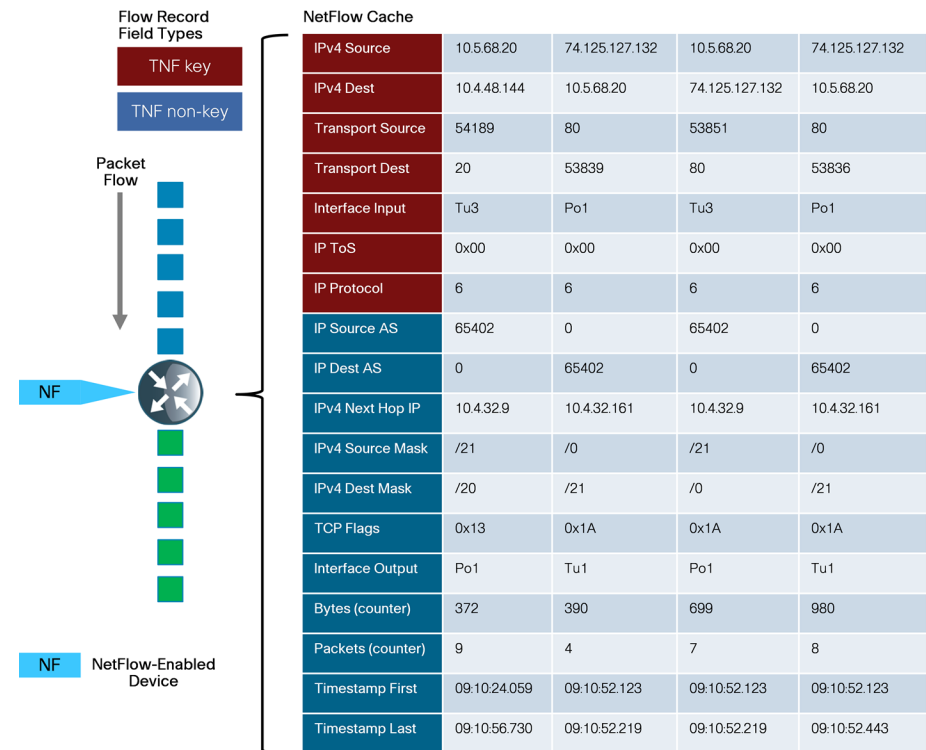 Flow Record
Field Types
TNF key
TNF non-key
Packet
Flow
NF
NF NetFlow-Enabled
Device
NetFlow Cache
IPv4 Source 10.5.68.20 74.125.127.132 10.5.68.20 74.125.127.132
IPv4 Dest 10.4.48.144 10.5.68.20 74.125.127.132 10.5.68.20
Transport Source 54189 80 53851 80
Transport Dest 20 53839 80 53836
Interface Input Tu3 Po1 Tu3 Po1
IP ToS 0x00 0x00 0x00 0x00
IP Protocol 6 6 6 6
IP Source AS 65402 0 65402 0
IP Dest AS 0 65402 0 65402
IPv4 Next Hop IP 10.4.32.9 10.4.32.161 10.4.32.9 10.4.32.161
IPv4 Source Mask /21 /0 /21 /0
IPv4 Dest Mask /20 /21 /0 /21
TCP Flags 0x13 0x1A 0x1A 0x1A
Interface Output Po1 Tu1 Po1 Tu1
Bytes (counter) 372 390 699 980
Packets (counter) 9 4 7 8
Timestamp First 09:10:24.059 09:10:52.123 09:10:52.123 09:10:52.123
Timestamp Last 09:10:56.730 09:10:52.219 09:10:52.219 09:10:52.443